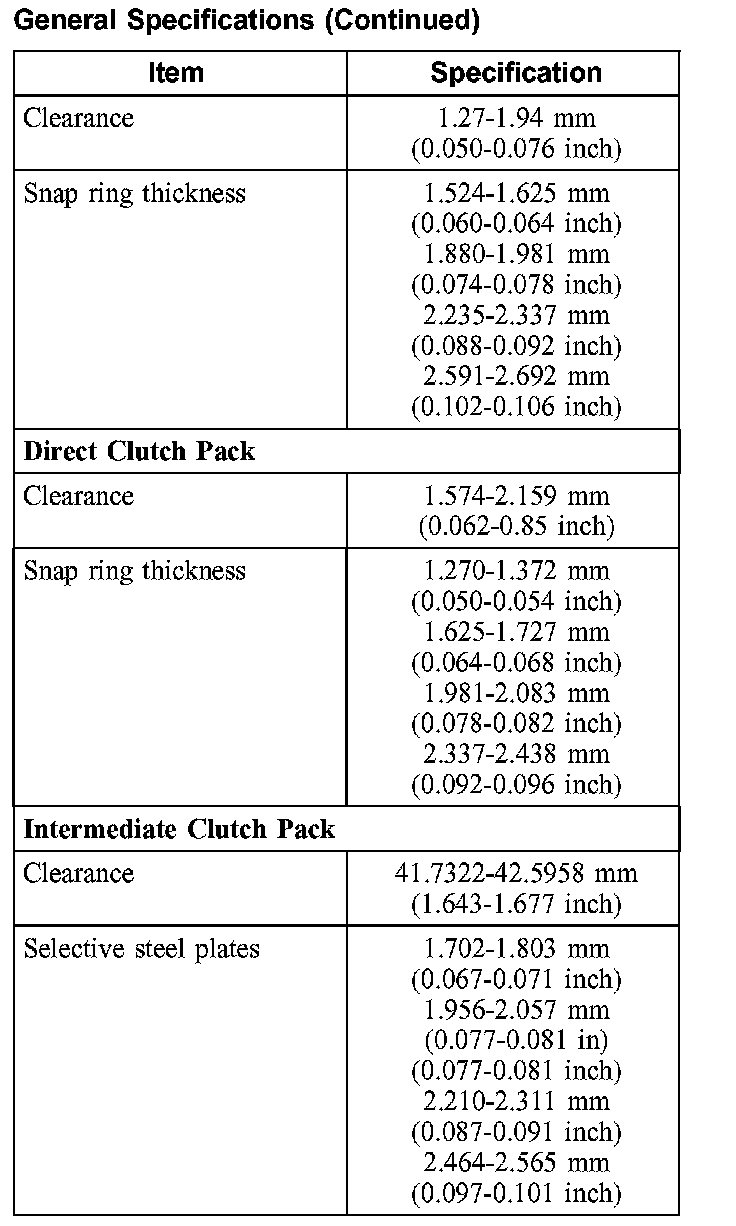 General Specifications (Continued)
Item Specification
Clearance 1.27-1.94 mm
(0.050-0.076 inch)
Snap ring thickness 1.524-1.625 mm
(0.060-0.064 inch)
1.880-1.981 mm
(0.074-0.078 inch)
2.235-2.337 mm
(0.088-0.092 inch)
2.591-2.692 mm
(0.102-0.106 inch)
Direct Clutch Pack
Clearance 1.574-2.159 mm
(0.062-0.85 inch)
Snap ring thickness 1.270-1.372 mm
(0.050-0.054 inch)
1.625-1.727 mm
(0.064-0.068 inch)
1.981-2.083 mm
(0.078-0.082 inch)
2.337-2.438 mm
(0.092-0.096 inch)
Intermediate Clutch Pack
Clearance 41.7322-42.5958 mm
(1.643-1.677 inch)
Selective steel plates 1.702-1.803 mm
(0.067-0.071 inch)
1.956-2.057 mm
(0.077-0.081 in)
(0.077-0.081 inch)
2.210-2.311 mm
(0.087-0.091 inch)
2.464-2.565 mm
(0.097-0.101 inch)